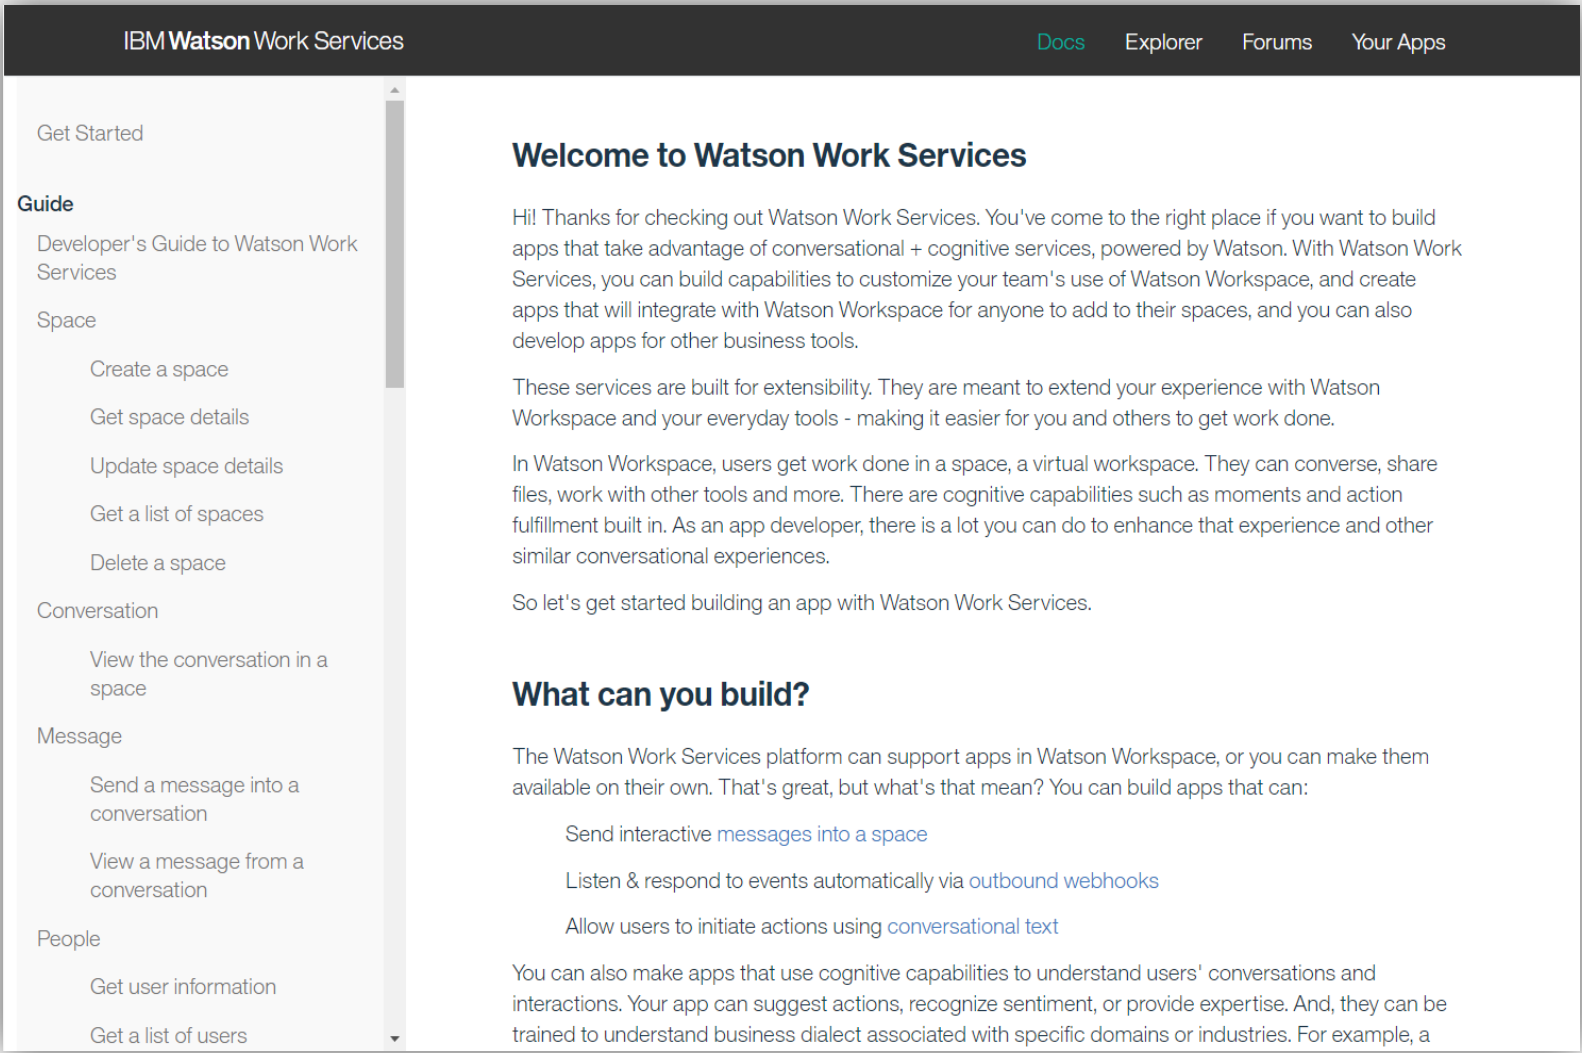 IBM Watson Work Services
Docs
Explorer
Forums
Your Apps
Get Started
Guide
Developer's Guide to Watson Work
Services
Space
Create a space
Get space details
Update space details
Get a list of spaces
Delete a space
Conversation
View the conversation in a
space
Message
Send a message into a
conversation
View a message from a
conversation
People
Get user information
Get a list of users
Welcome to Watson Work Services
Hi! Thanks for checking out Watson Work Services. You've come to the right place if you want to build
apps that take advantage of conversational + cognitive services, powered by Watson. With Watson Work
Services, you can build capabilities to customize your team's use of Watson Workspace, and create
apps that will integrate with Watson Workspace for anyone to add to their spaces, and you can also
develop apps for other business tools.
These services are built for extensibility. They are meant to extend your experience with Watson
Workspace and your everyday tools - making it easier for you and others to get work done.
In Watson Workspace, users get work done in a space, a virtual workspace. They can converse, share
files, work with other tools and more. There are cognitive capabilities such as moments and action
fulfillment built in. As an app developer, there is a lot you can do to enhance that experience and other
similar conversational experiences.
So let's get started building an app with Watson Work Services.
What can you build?
The Watson Work Services platform can support apps in Watson Workspace, or you can make them
available on their own. That's great, but what's that mean? You can build apps that can:
Send interactive messages into a space
Listen & respond to events automatically via outbound webhooks
Allow users to initiate actions using conversational text
You can also make apps that use cognitive capabilities to understand users' conversations and
interactions. Your app can suggest actions, recognize sentiment, or provide expertise. And, they can be
trained to understand business dialect associated with specific domains or industries. For example, a